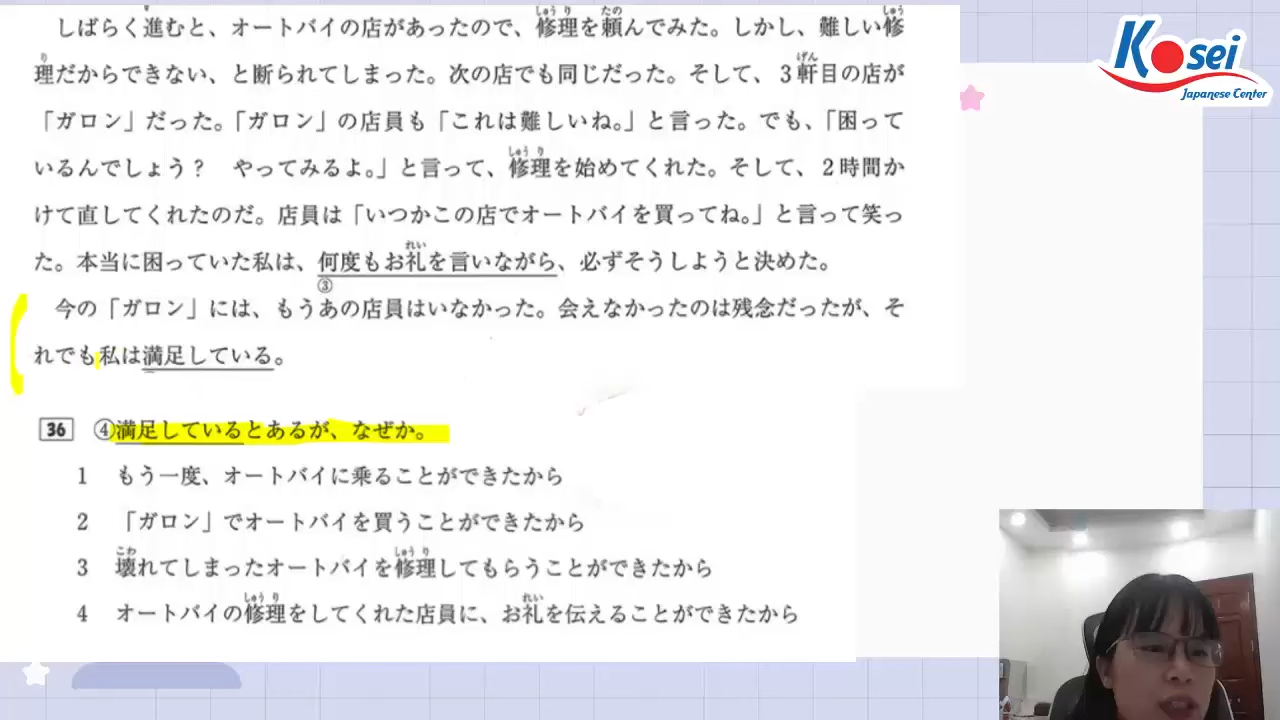 しばらく進むと、オートバイの店があったので、修理を頼んでみた。しかし、難しい修
理だからできない、と断られてしまった。次の店でも同じだった。そして、3軒目の店が
「ガロン」だった。「ガロン」の店員も「これは難しいね。」と言った。でも、「困って
いるんでしょう? やってみるよ。」と言って、修理を始めてくれた。そして、2時間か
けて直してくれたのだ。店員は「いつかこの店でオートバイを買ってね。」と言って笑っ
た。本当に困っていた私は、何度もお礼を言いながら、必ずそうしようと決めた。
③
今の「ガロン」には、もうあの店員はいなかった。会えなかったのは残念だったが、そ
れでも私は満足している。
36 ④満足しているとあるが、なぜか。
1 もう一度、オートバイに乗ることができたから
2 「ガロン」でオートバイを買うことができたから
3 壊れてしまったオートバイを修理してもらうことができたから
4 オートバイの修理をしてくれた店員に、お礼を伝えることができたから
Kosei
Japanese Center